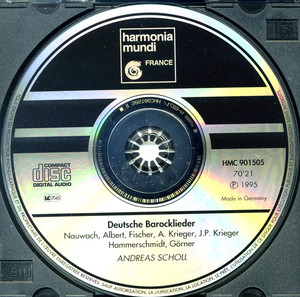 harmonia
mundi
FRANCE
HMC 901505
70'21
Ⓟ 1995
Made in Germany
COMPACT
disc
DIGITAL AUDIO
Deutsche Barocklieder
Nauwach, Albert, Fischer, A. Krieger, J.P. Krieger
Hammerschmidt, Görner
ANDREAS SCHOLL